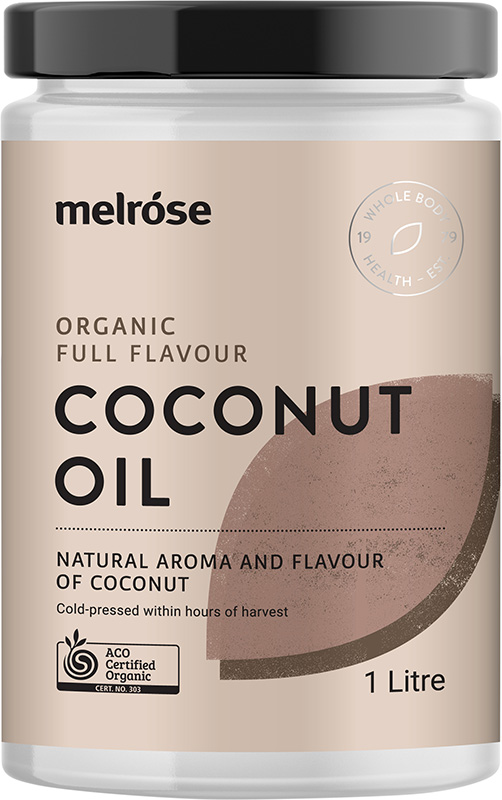 melróse
WHOLE BODY
19 79
HEALTH - EST.
ORGANIC
FULL FLAVOUR
COCONUT
OIL
NATURAL AROMA AND FLAVOUR
OF COCONUT
Cold-pressed within hours of harvest
ACO
Certified
Organic
CERT. NO. 303
1 Litre